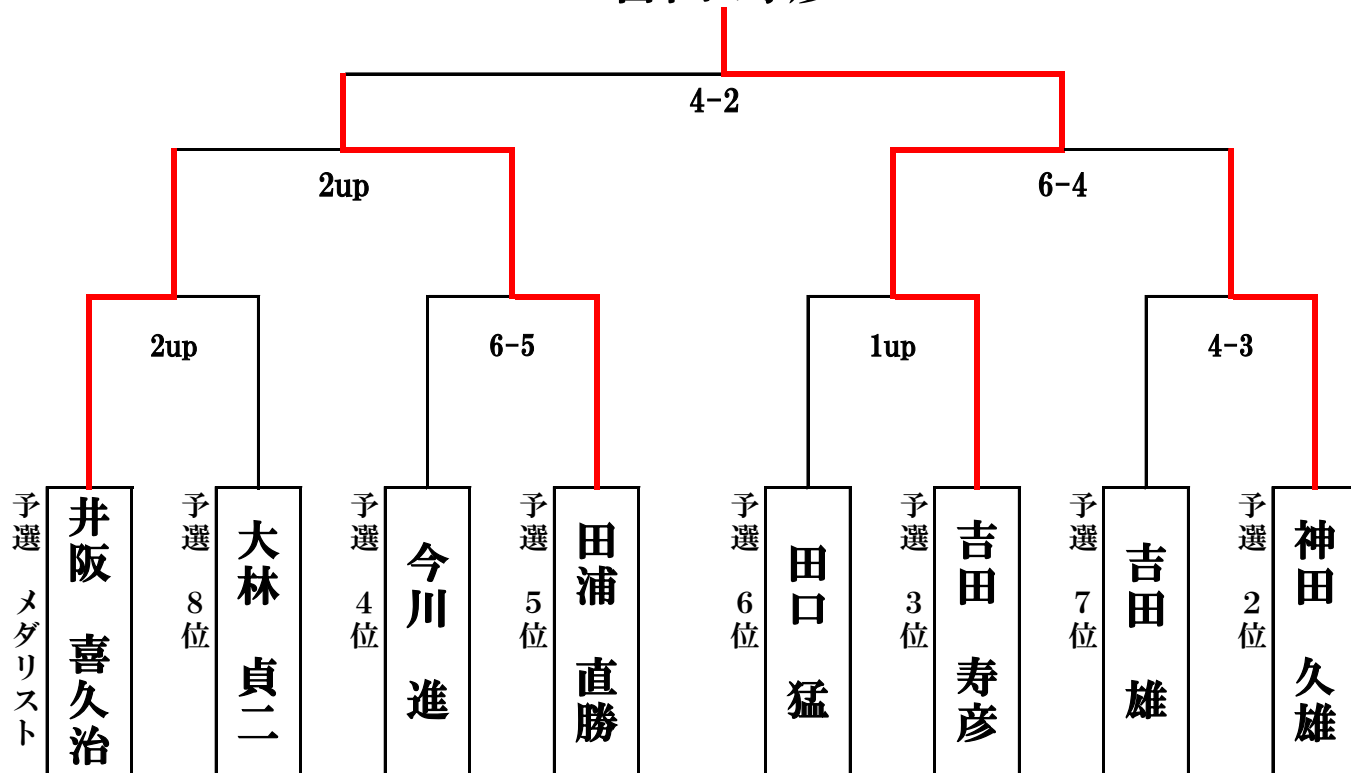 4-2
2up
6-4
2up
6-5
1up
4-3
予選 メダリスト
井阪 喜久治
予選 8位
大林 貞二
予選 4位
今川 進
予選 5位
田浦 直勝
予選 6位
田口 猛
予選 3位
吉田 寿彦
予選 7位
吉田 雄
予選 2位
神田 久雄